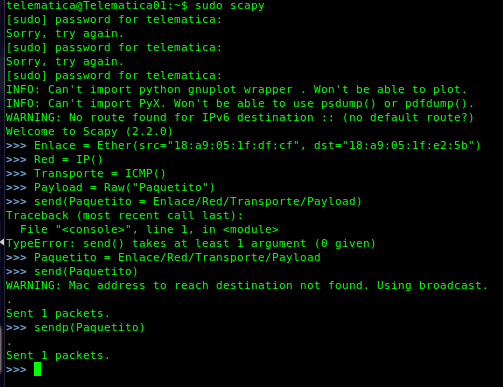 telematica@Telematica01:~$ sudo scapy
[sudo] password for telematica:
Sorry, try again.
[sudo] password for telematica:
Sorry, try again.
[sudo] password for telematica:
INFO: Can't import python gnuplot wrapper . Won't be able to plot.
INFO: Can't import PyX. Won't be able to use psdump() or pdfdump().
WARNING: No route found for IPv6 destination :: (no default route?)
Welcome to Scapy (2.2.0)
>>> Enlace = Ether(src="18:a9:05:1f:df:cf", dst="18:a9:05:1f:e2:5b")
>>> Red = IP()
>>> Transporte = ICMP()
>>> Payload = Raw("Paquetito")
>>> send(Paquetito = Enlace/Red/Transporte/Payload)
Traceback (most recent call last):
  File "<console>", line 1, in <module>
TypeError: send() takes at least 1 argument (0 given)
>>> Paquetito = Enlace/Red/Transporte/Payload
>>> send(Paquetito)
WARNING: Mac address to reach destination not found. Using broadcast.
.
Sent 1 packets.
>>> sendp(Paquetito)
.
Sent 1 packets.
>>>